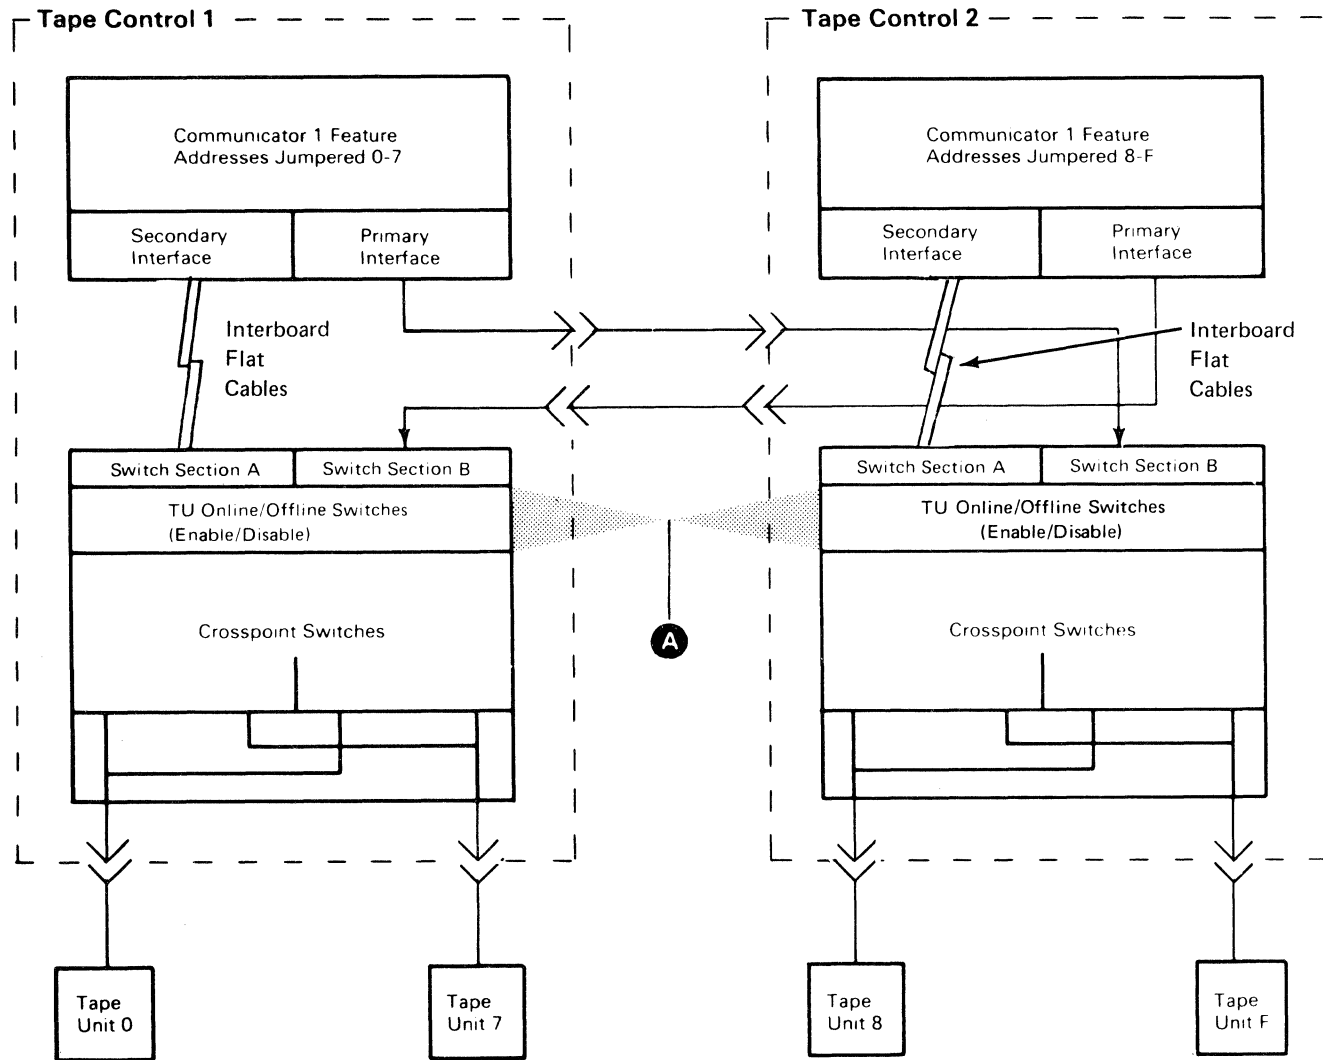 Tape Control 1
Communicator 1 Feature
Addresses Jumpered 0-7
Secondary
Interface
Primary
Interface
Interboard
Flat
Cables
Switch Section A
Switch Section B
TU Online/Offline Switches
(Enable/Disable)
Crosspoint Switches
Tape
Unit 0
Tape
Unit 7
A
Tape Control 2
Communicator 1 Feature
Addresses Jumpered 8-F
Secondary
Interface
Primary
Interface
Interboard
Flat
Cables
Switch Section A
Switch Section B
TU Online/Offline Switches
(Enable/Disable)
Crosspoint Switches
Tape
Unit 8
Tape
Unit F